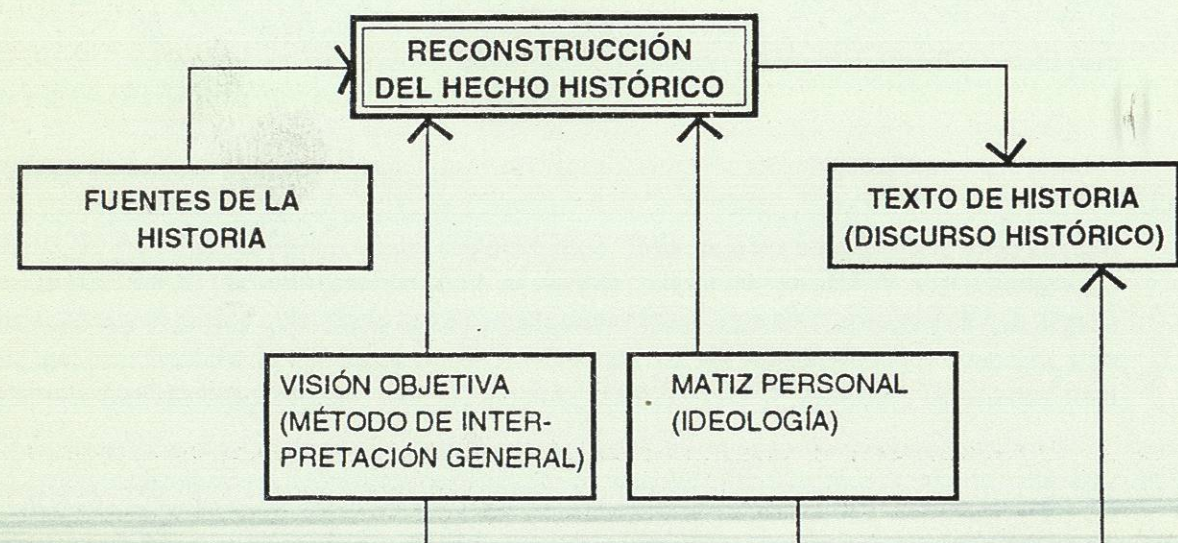 RECONSTRUCCIÓN
DEL HECHO HISTÓRICO
FUENTES DE LA
HISTORIA
TEXTO DE HISTORIA
(DISCURSO HISTÓRICO)
VISIÓN OBJETIVA
(MÉTODO DE INTER-
PRETACIÓN GENERAL)
MATIZ PERSONAL
(IDEOLOGÍA)